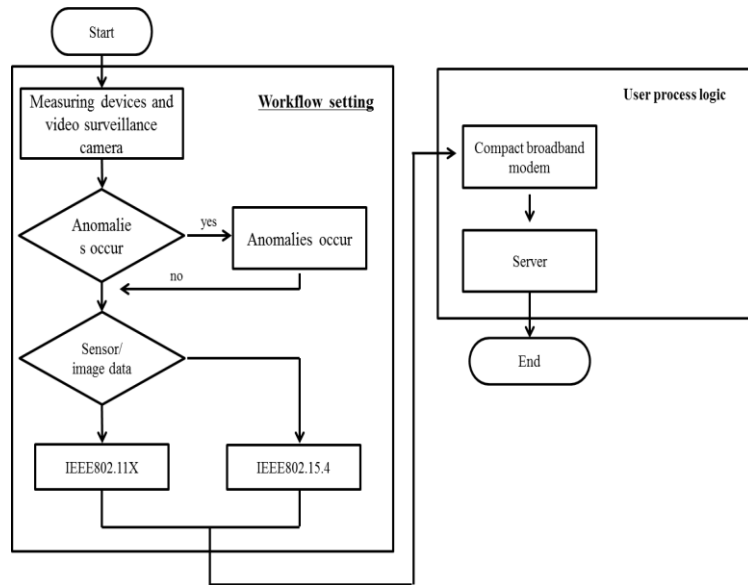 Start
Workflow setting
Measuring devices and
video surveillance
camera
Anomalie
s occur
yes
Anomalies occur
no
Sensor/
image data
IEEE802.11X
IEEE802.15.4
User process logic
Compact broadband
modem
Server
End